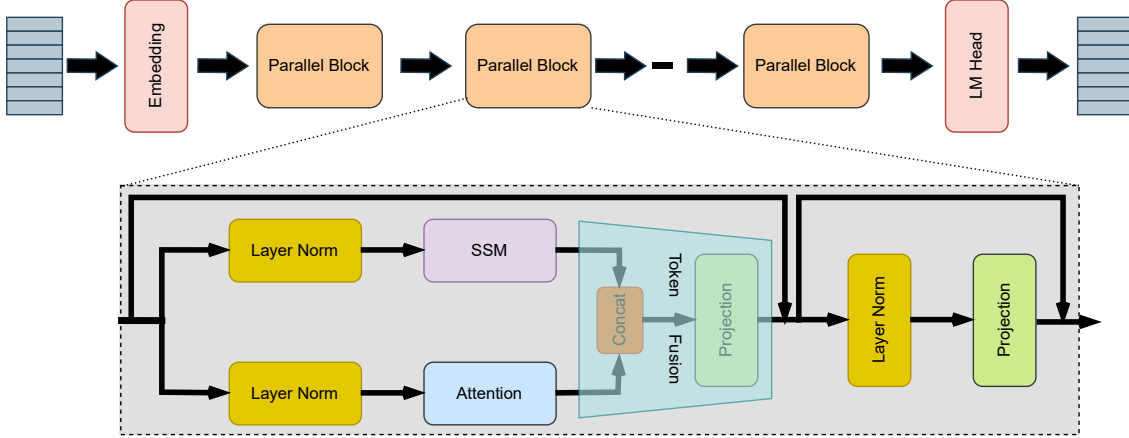 Embedding
Parallel Block
Parallel Block
Parallel Block
LM Head
Layer Norm
SSM
Layer Norm
Attention
Concat
Token Fusion
Projection
Layer Norm
Projection